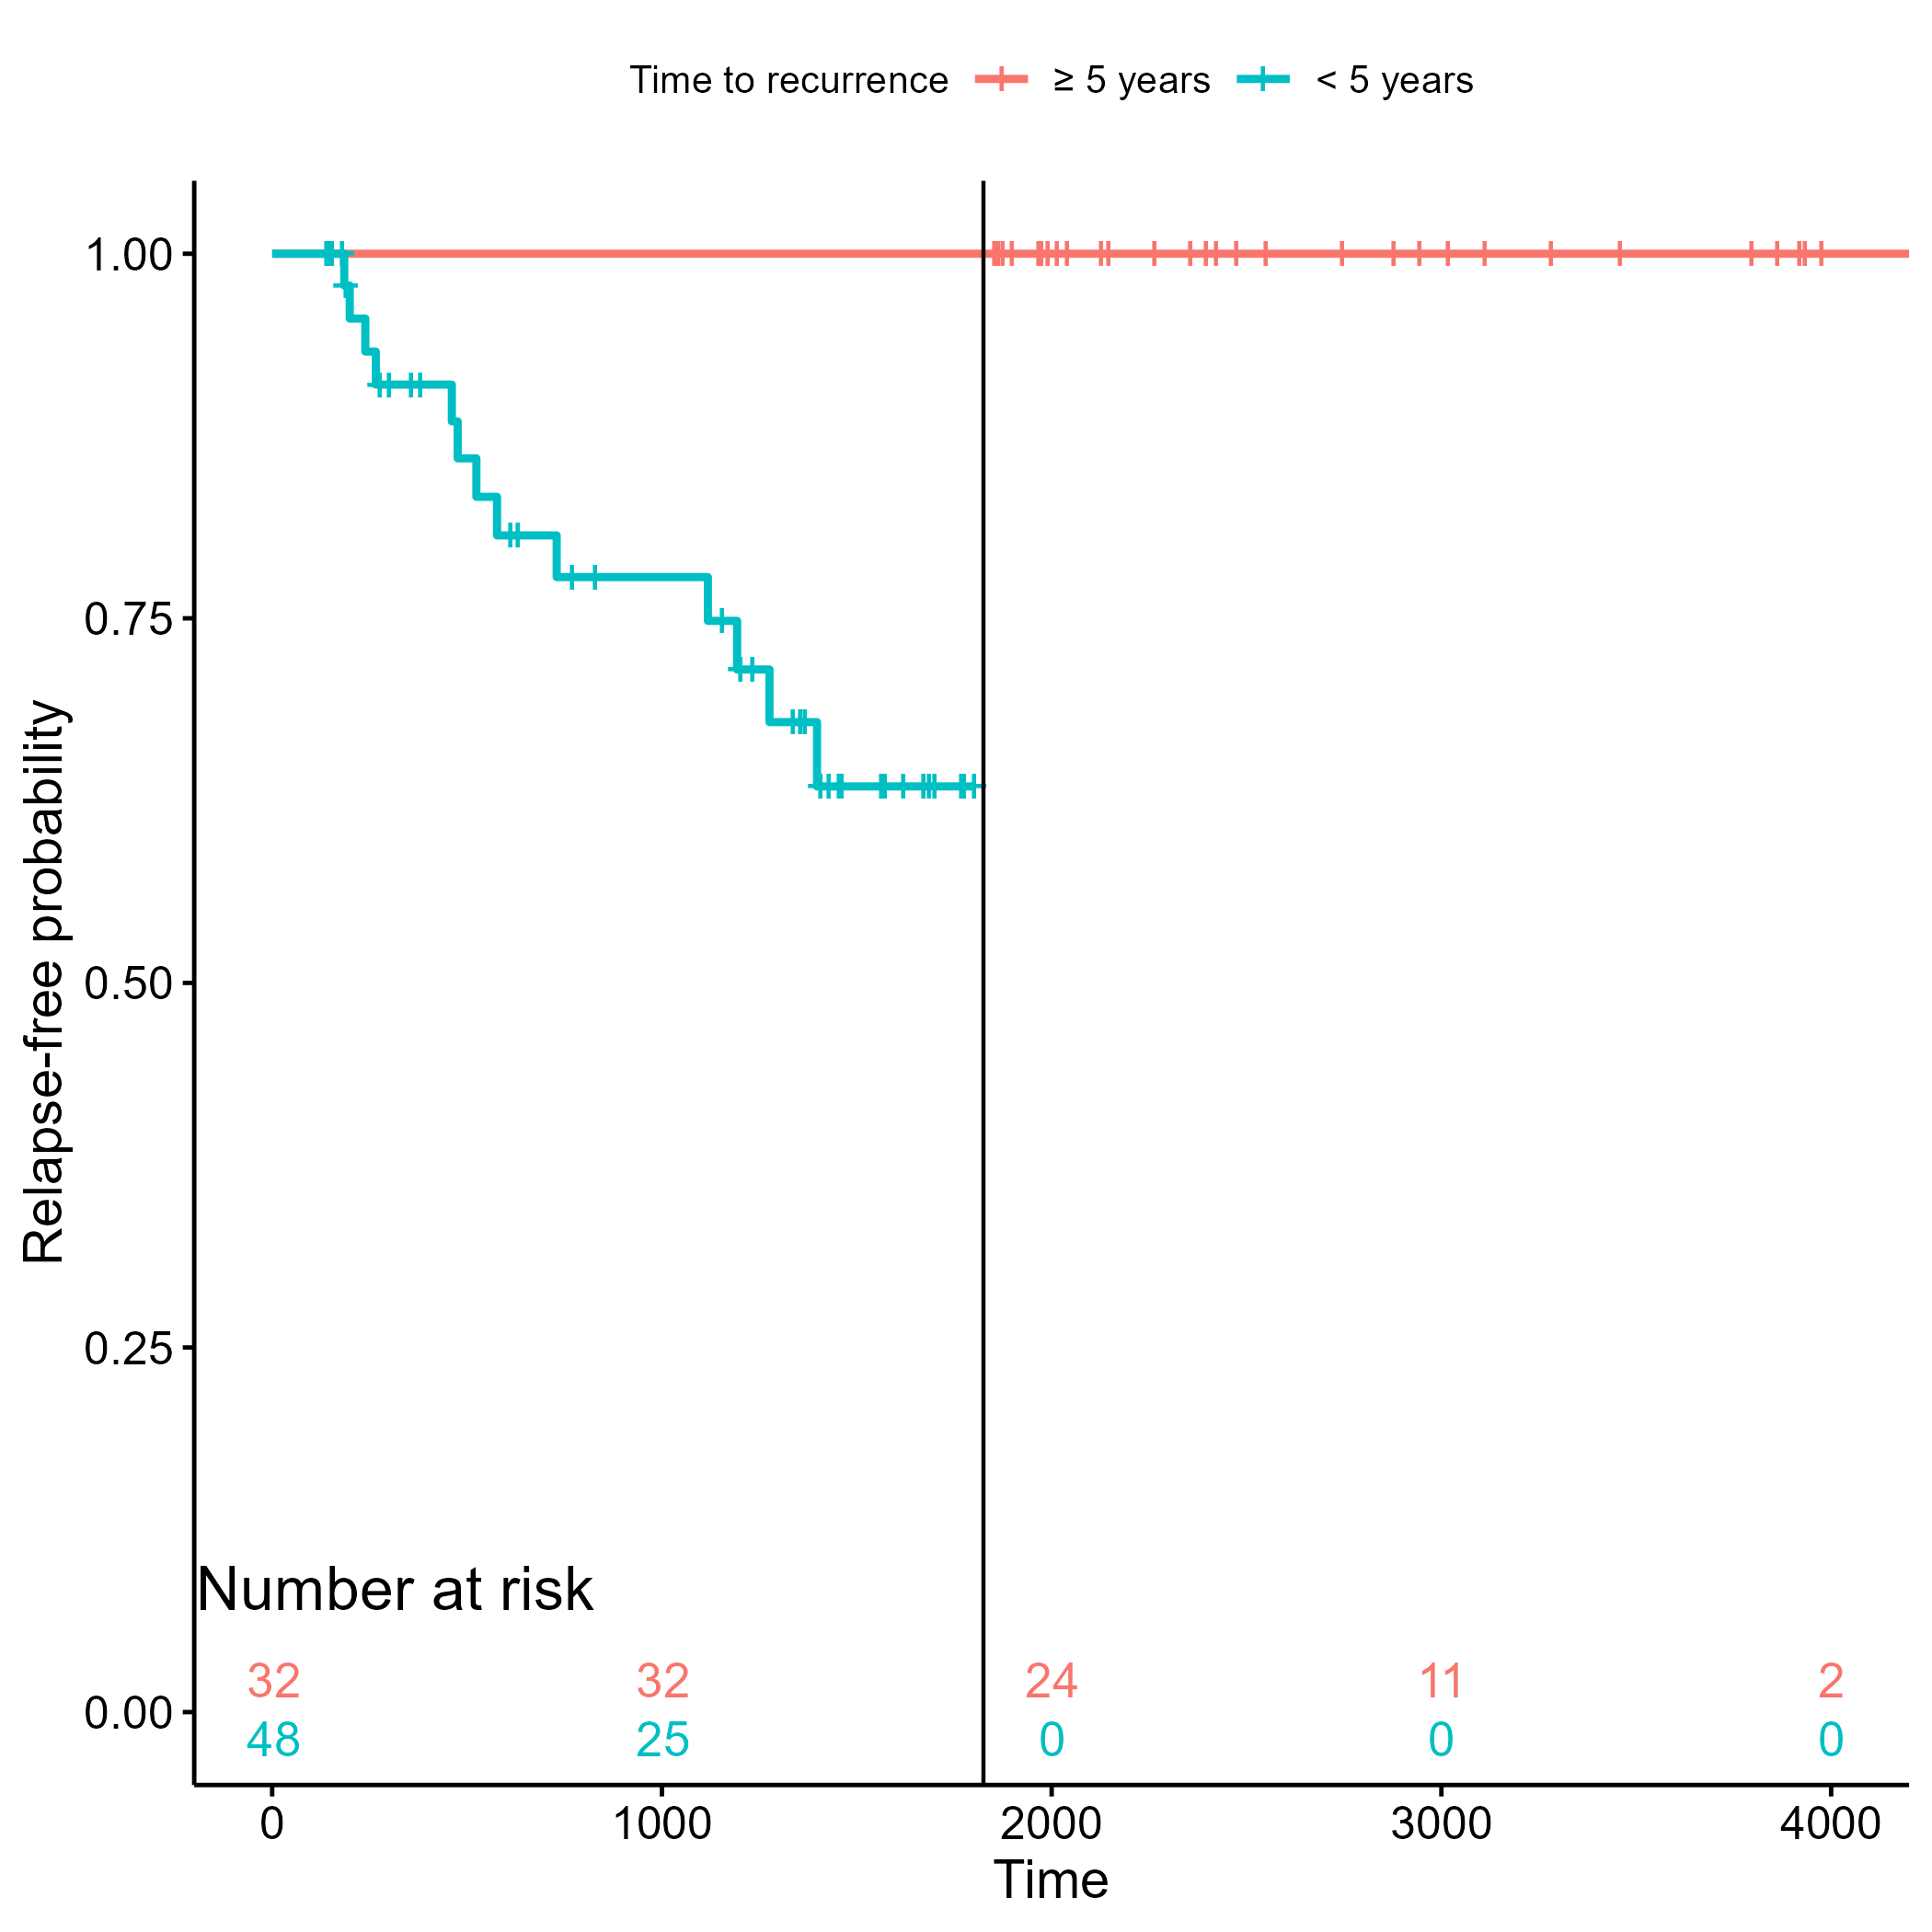 Time to recurrence ≥ 5 years < 5 years
Relapse-free probability
1.00
0.75
0.50
0.25
0.00
Number at risk
32 32 24 11 2
48 25 0 0 0
0 1000 2000 3000 4000
Time